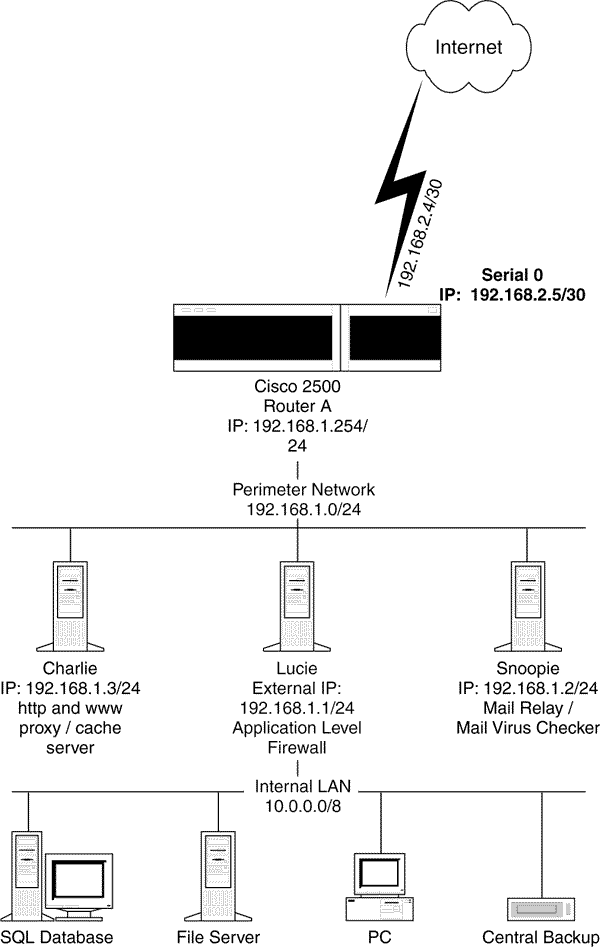 Internet
192.168.2.4/30
Serial 0
IP: 192.168.2.5/30
Cisco 2500
Router A
IP: 192.168.1.254/
24
Perimeter Network
192.168.1.0/24
Charlie
IP: 192.168.1.3/24
http and www
proxy / cache
server
Lucie
External IP:
192.168.1.1/24
Application Level
Firewall
Snoopie
IP: 192.168.1.2/24
Mail Relay /
Mail Virus Checker
Internal LAN
10.0.0.0/8
SQL Database
File Server
PC
Central Backup